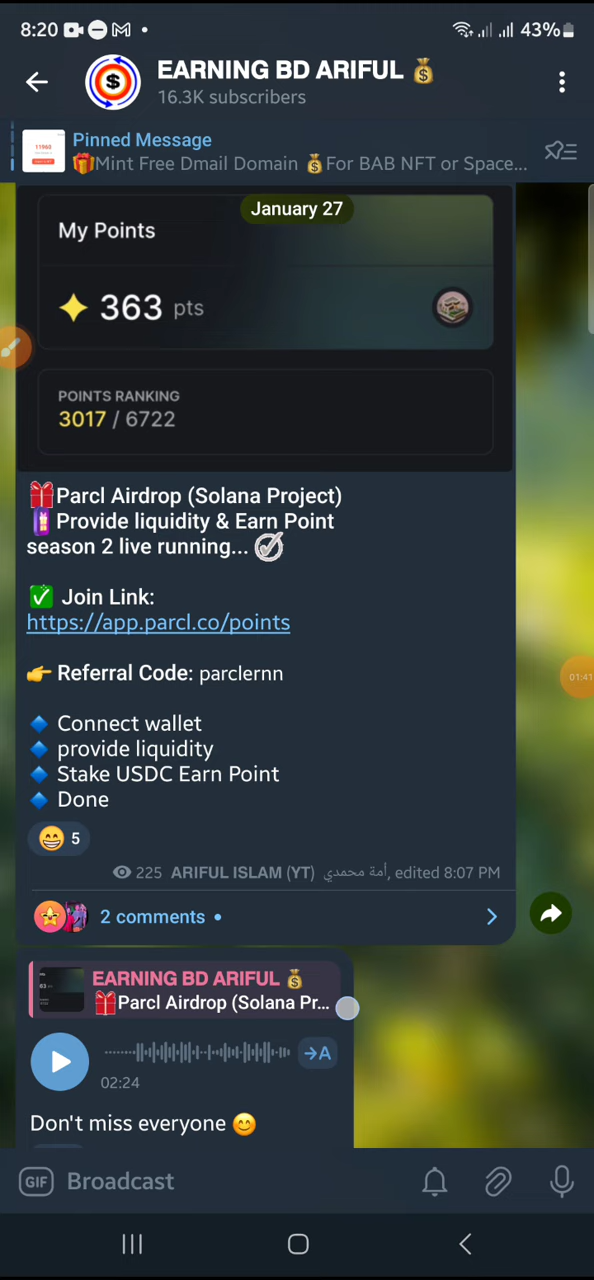 8:20
43%
EARNING BD ARIFUL 💰
16.3K subscribers
Pinned Message
🎁Mint Free Dmail Domain 💰For BAB NFT or Space...
January 27
My Points
363 pts
POINTS RANKING
3017 / 6722
🎁Parcl Airdrop (Solana Project)
Provide liquidity & Earn Point
season 2 live running...
✅ Join Link:
https://app.parcl.co/points
👉 Referral Code: parclernn
🔹 Connect wallet
🔹 provide liquidity
🔹 Stake USDC Earn Point
🔹 Done
😁 5
225 ARIFUL ISLAM (YT) أمة محمدي, edited 8:07 PM
2 comments
01:41
EARNING BD ARIFUL 💰
🎁Parcl Airdrop (Solana Pr...
→A
02:24
Don't miss everyone 😊
GIF Broadcast